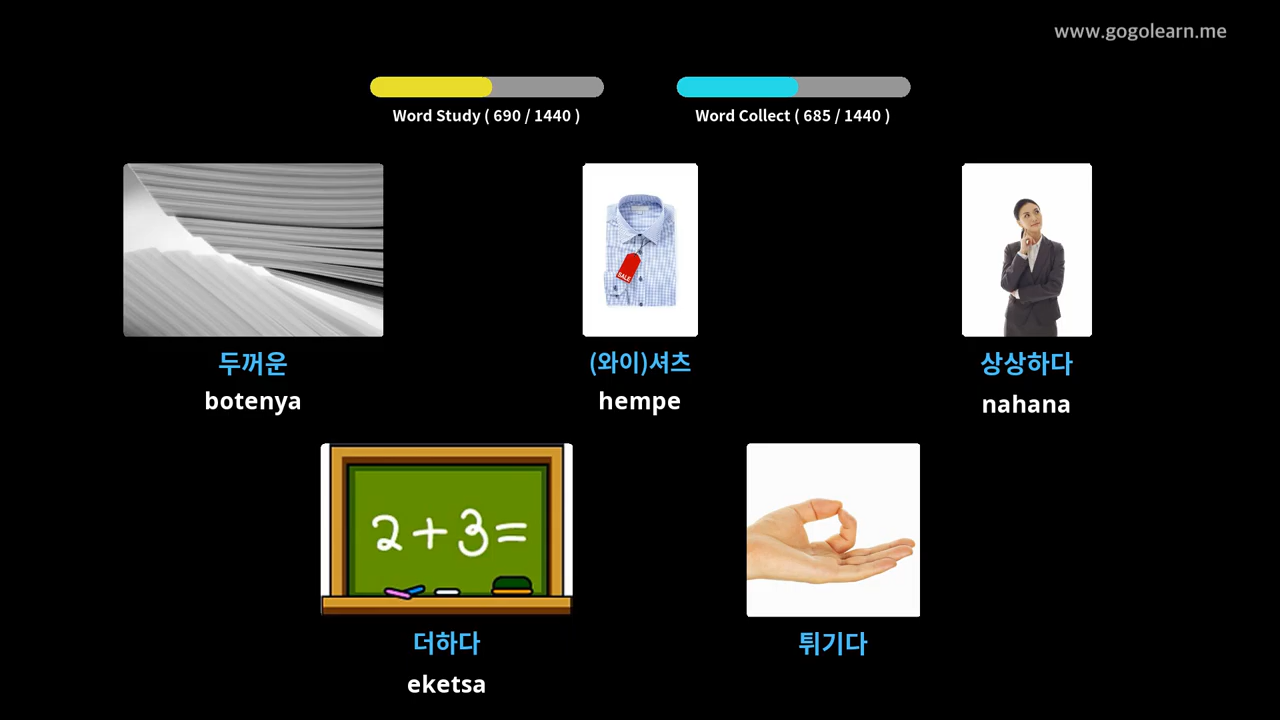 www.gogolearn.me
Word Study ( 690 / 1440 )
Word Collect ( 685 / 1440 )
SALE
두꺼운
botenya
(와이)셔츠
hempe
상상하다
nahana
2+3=
더하다
eketsa
튀기다